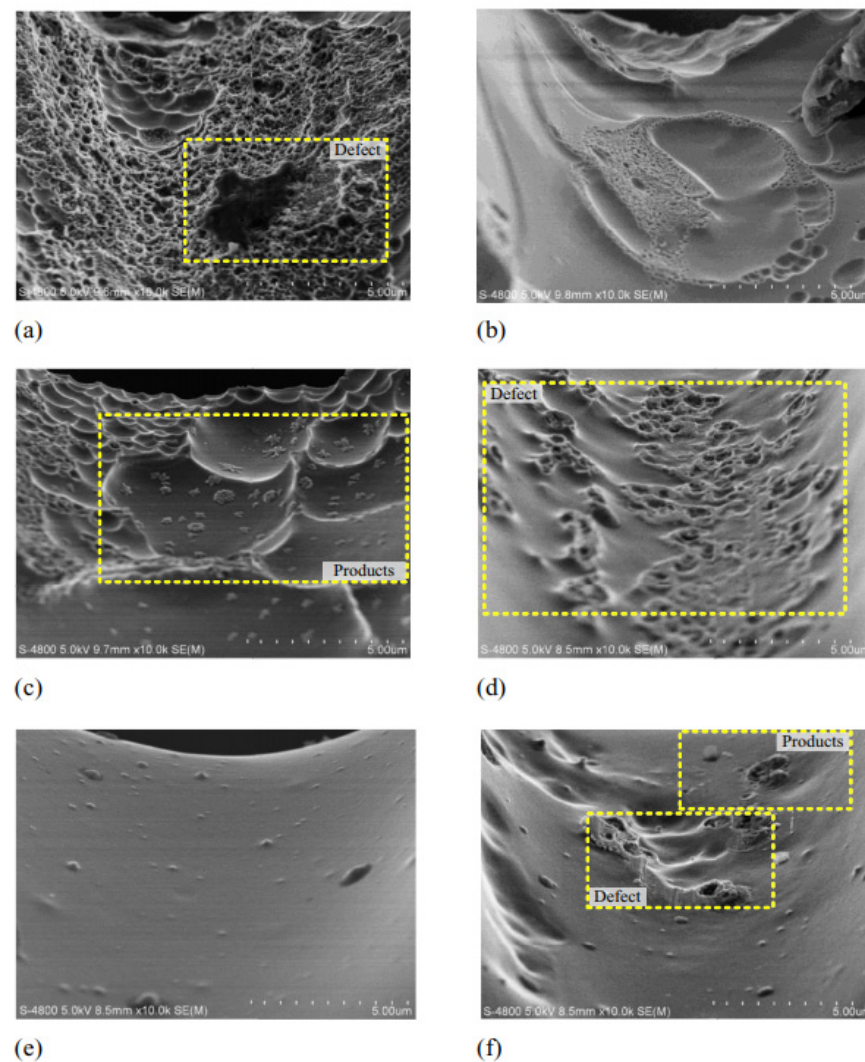 Defect
S-4800 5.0kV 9.6mm x10.0k SE(M) 5.00um
(a)
S-4800 5.0kV 9.8mm x10.0k SE(M) 5.00um
(b)
Products
S-4800 5.0kV 9.7mm x10.0k SE(M) 5.00um
(c)
Defect
S-4800 5.0kV 8.5mm x10.0k SE(M) 5.00um
(d)
S-4800 5.0kV 8.5mm x10.0k SE(M) 5.00um
(e)
Products
Defect
S-4800 5.0kV 8.5mm x10.0k SE(M) 5.00um
(f)